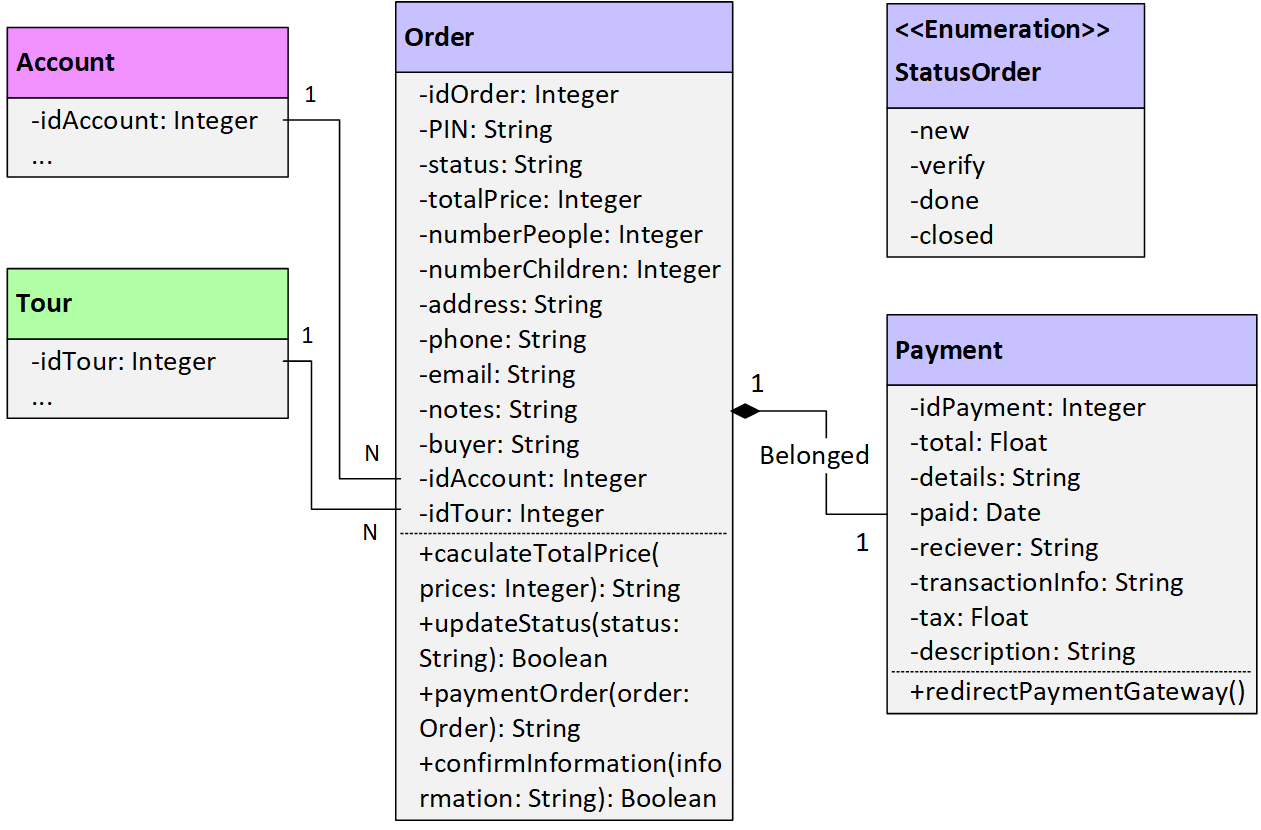 Account
-idAccount: Integer
...
1
Tour
-idTour: Integer
...
1
N
N
Order
-idOrder: Integer
-PIN: String
-status: String
-totalPrice: Integer
-numberPeople: Integer
-numberChildren: Integer
-address: String
-phone: String
-email: String
-notes: String
-buyer: String
-idAccount: Integer
-idTour: Integer
+caculateTotalPrice(
prices: Integer): String
+updateStatus(status:
String): Boolean
+paymentOrder(order:
Order): String
+confirmInformation(info
rmation: String): Boolean
<<Enumeration>>
StatusOrder
-new
-verify
-done
-closed
1
Belonged
1
Payment
-idPayment: Integer
-total: Float
-details: String
-paid: Date
-reciever: String
-transactionInfo: String
-tax: Float
-description: String
+redirectPaymentGateway()